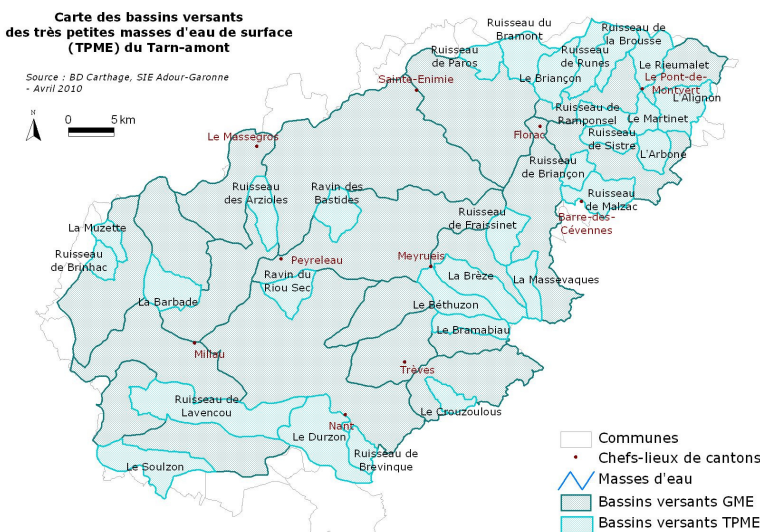 Carte des bassins versants
des très petites masses d'eau de surface
(TPME) du Tarn-amont
Source : BD Carthage, SIE Adour-Garonne
- Avril 2010
N
0 5 km
Ruisseau du
Bramont
Ruisseau de
la Brousse
Ruisseau
de Paros
Ruisseau
de Runes
Le Rieumalet
Sainte-Enimie
Le Briançon
Le Pont-de-
Montvert
L'Alignon
Ruisseau de
Ramponsel
Le Martinet
Le Massegros
Florac
Ruisseau
de Sistre
L'Arbone
Ruisseau
de Briançon
Ruisseau
des Arzioles
Ravin des
Bastides
Ruisseau
de Malzac
Ruisseau
de Fraissinet
Barre-des-
Cévennes
La Muzette
Ruisseau
de Brinhac
Peyreleau
Meyrueis
Ravin du
Riou Sec
La Brèze
La Massevaques
La Barbade
Le Béthuzon
Le Bramabiau
Millau
Trèves
Ruisseau de
Lavencou
Le Crouzoulous
Nant
Le Durzon
Ruisseau de
Brevinque
Le Soulzon
Communes
Chefs-lieux de cantons
Masses d'eau
Bassins versants GME
Bassins versants TPME